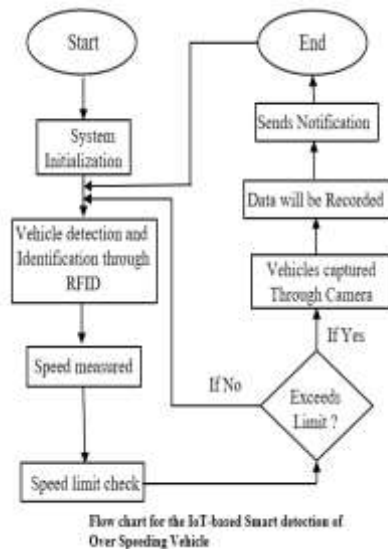 Start
System
Initialization
Vehicle detection and
Identification through
RFID
Speed measured
Speed limit check
Exceeds
Limit ?
If No
If Yes
Vehicles captured
Through Camera
Data will be Recorded
Sends Notification
End
Flow chart for the IoT-based Smart detection of
Over Speeding Vehicle